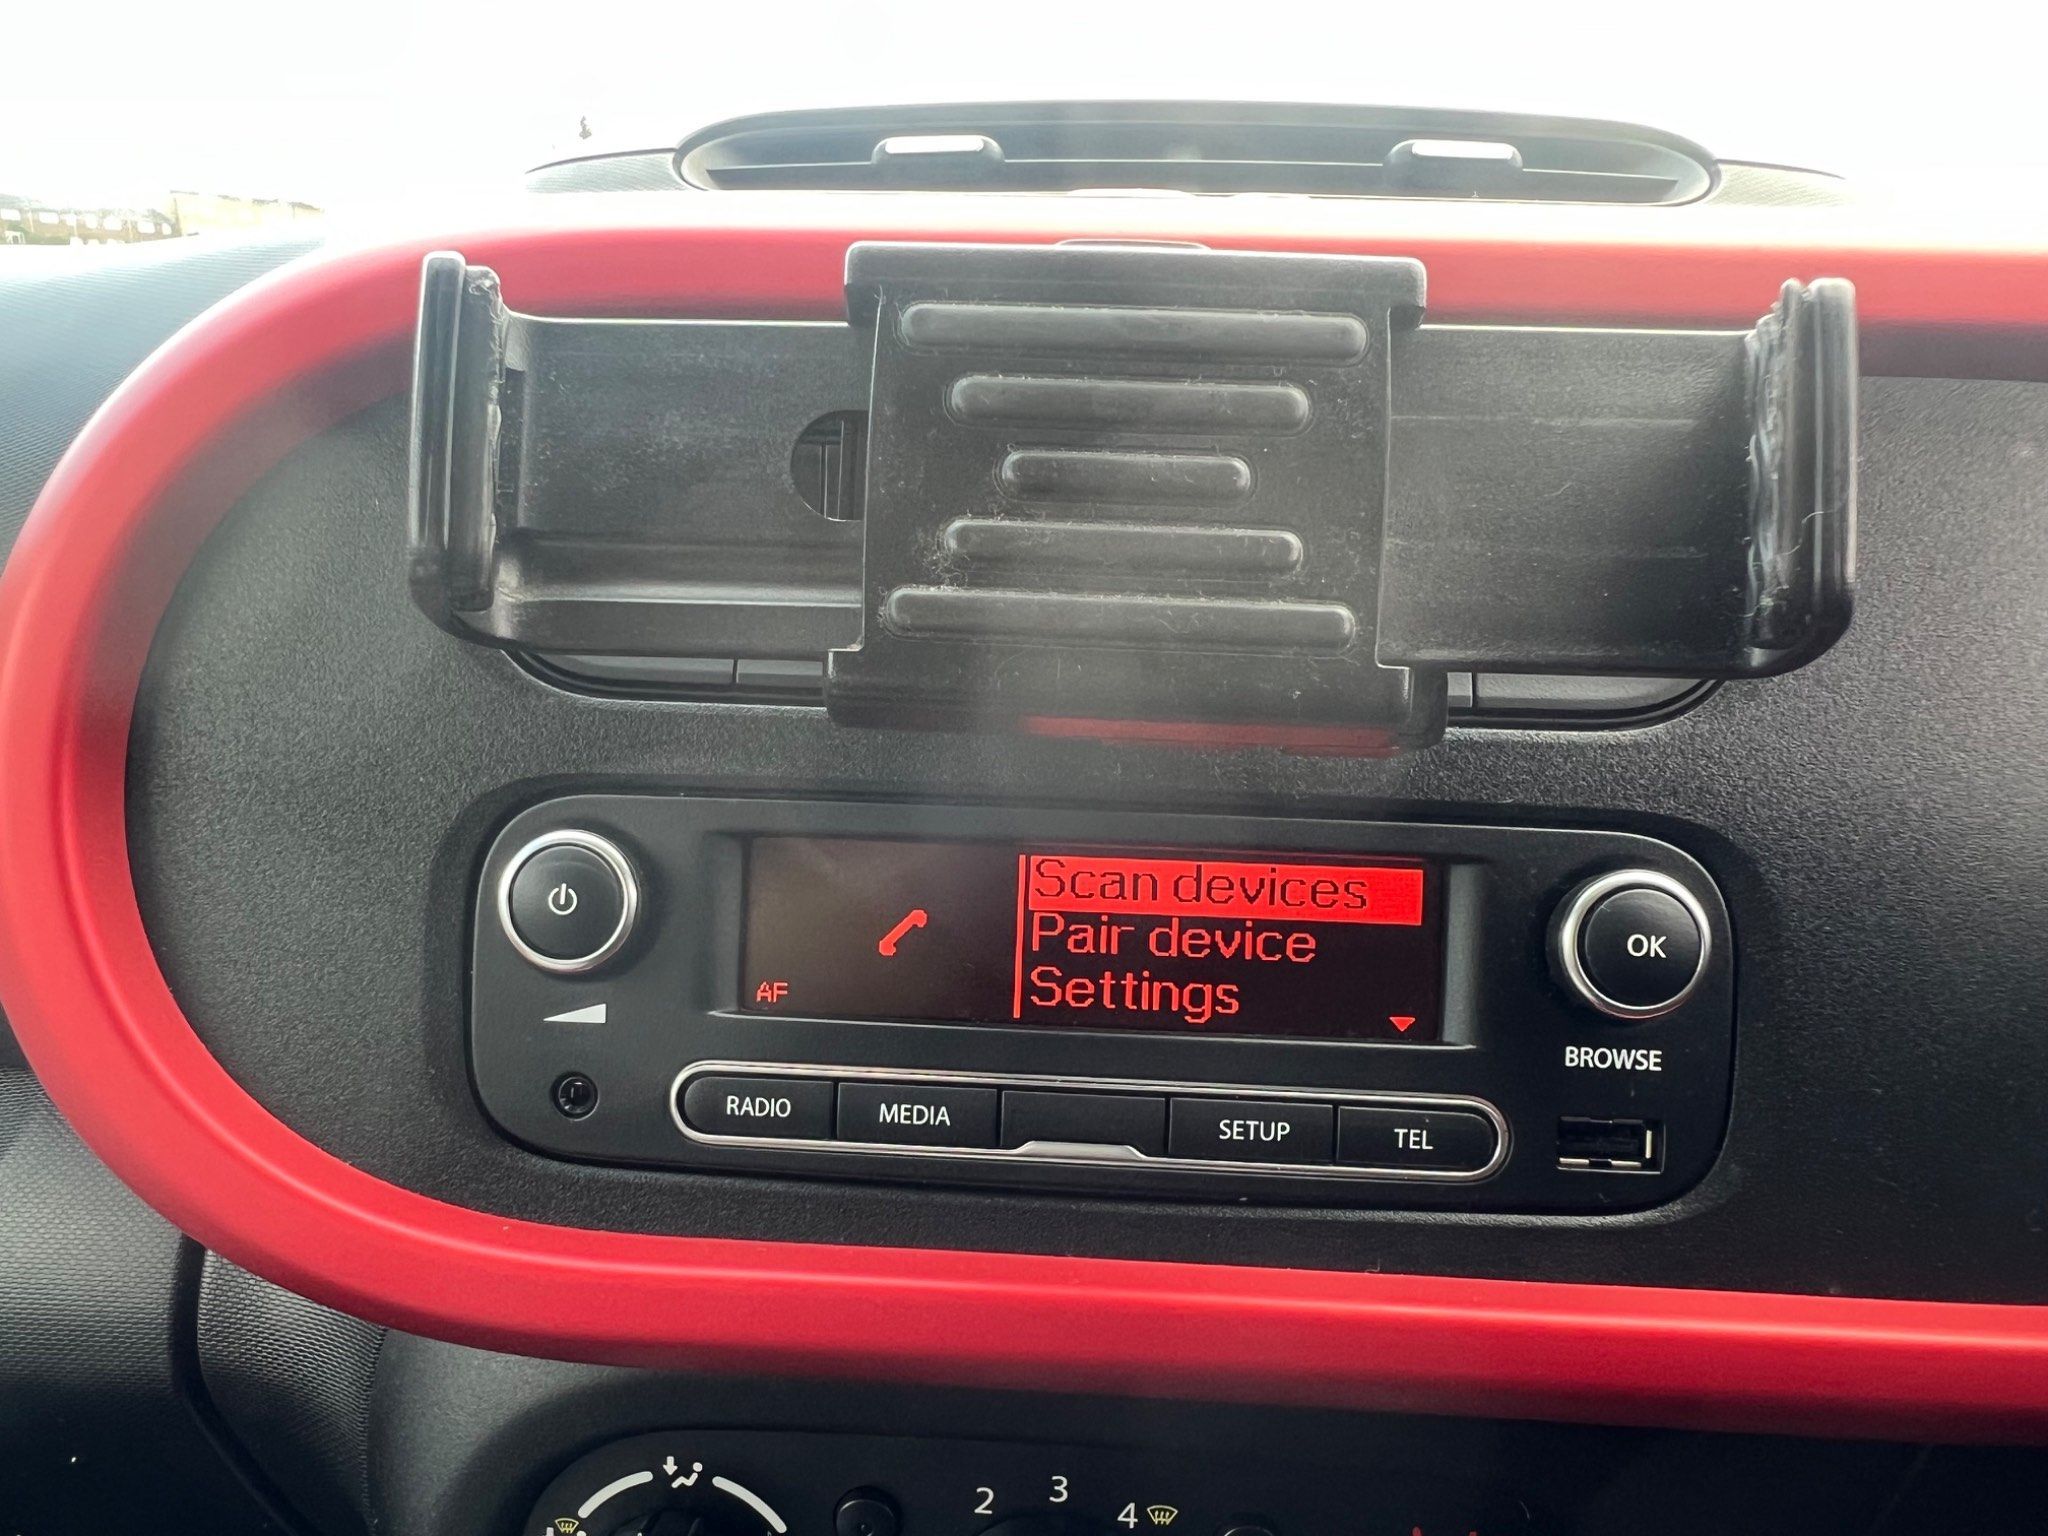 Scan devices
Pair device
Settings
AF
OK
BROWSE
RADIO MEDIA SETUP TEL
2 3 4